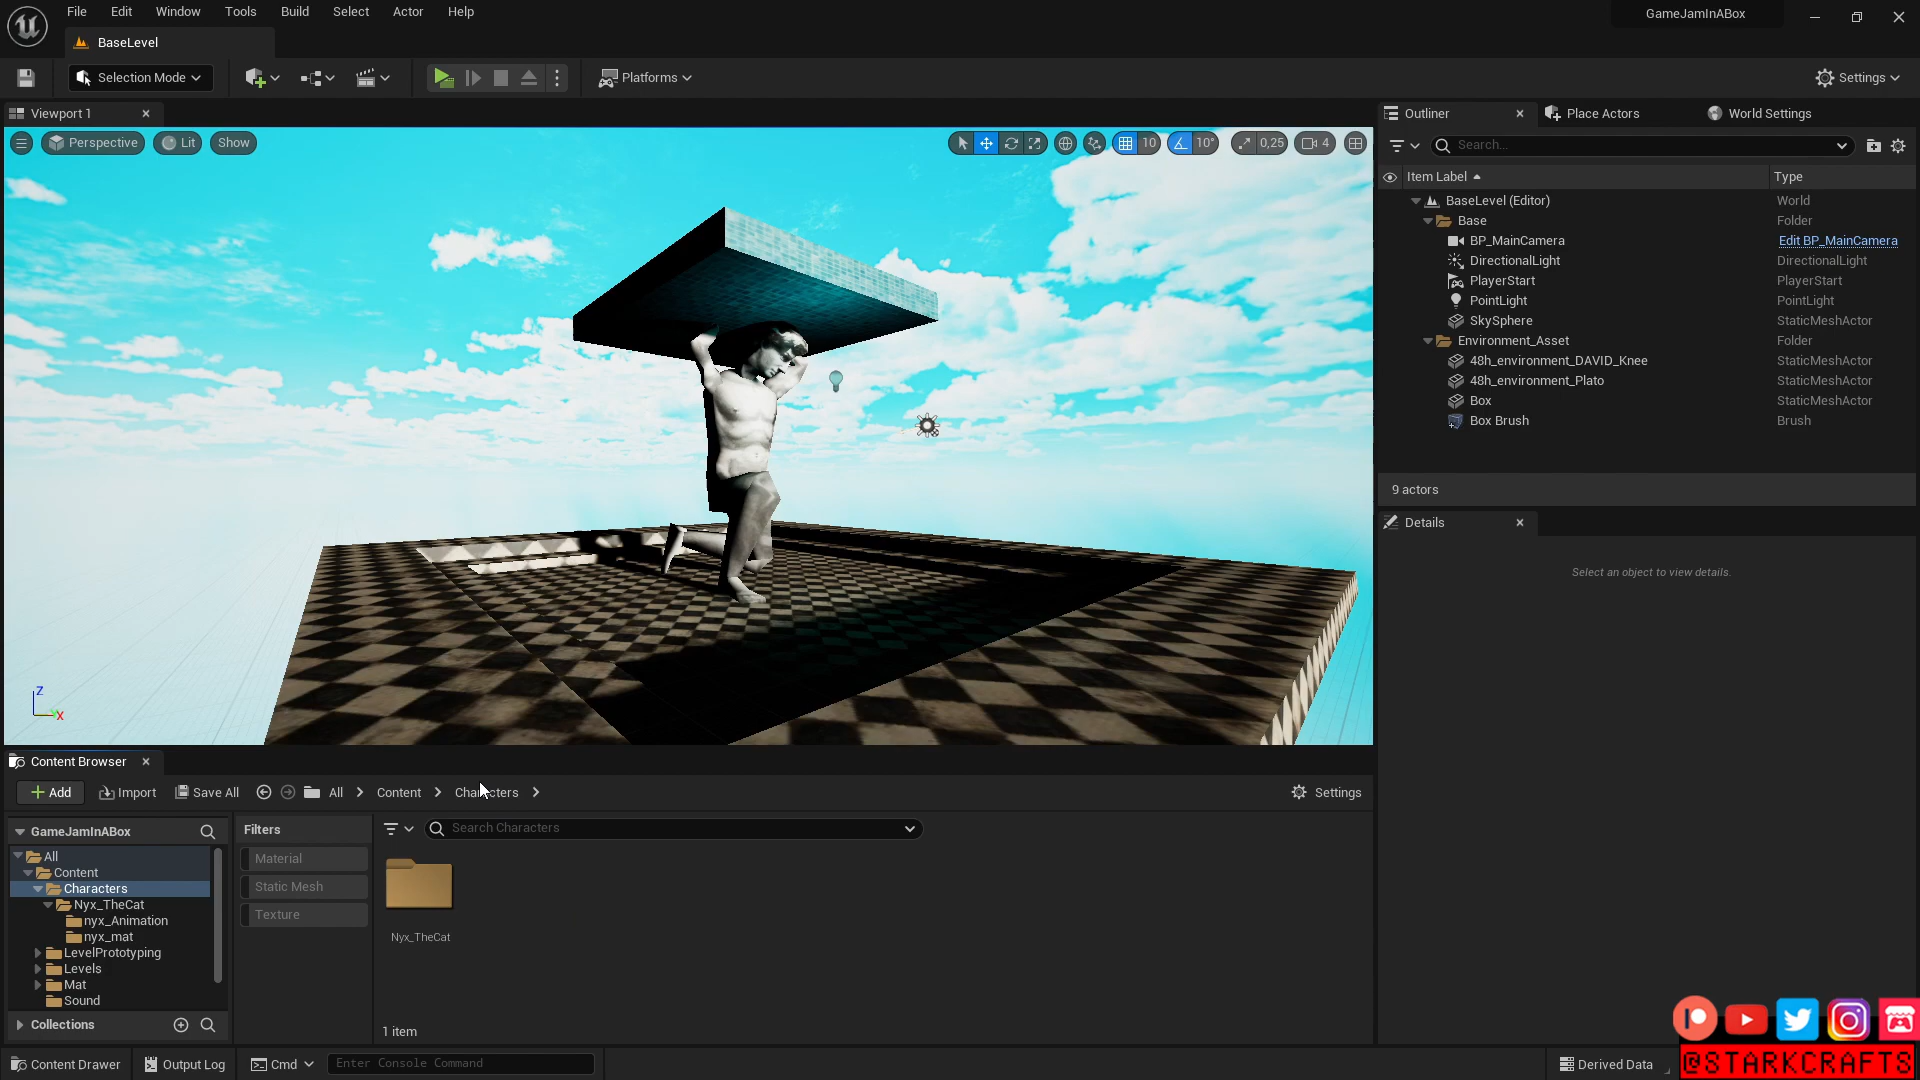 File Edit Window Tools Build Select Actor Help
GameJamInABox
BaseLevel
Selection Mode
Platforms
Settings
Viewport 1
Perspective
Lit
Show
10
10°
0,25
4
Z
X
Outliner
Place Actors
World Settings
Search...
Item Label
Type
BaseLevel (Editor) World
Base Folder
BP_MainCamera Edit BP_MainCamera
DirectionalLight DirectionalLight
PlayerStart PlayerStart
PointLight PointLight
SkySphere StaticMeshActor
Environment_Asset Folder
48h_environment_DAVID_Knee StaticMeshActor
48h_environment_Plato StaticMeshActor
Box StaticMeshActor
Box Brush Brush
9 actors
Details
Select an object to view details.
Content Browser
Add Import Save All All Content Characters Settings
GameJamInABox
All
Content
Characters
Nyx_TheCat
nyx_Animation
nyx_mat
LevelPrototyping
Levels
Mat
Sound
Collections
Filters
Material
Static Mesh
Texture
Search Characters
Nyx_TheCat
1 item
Content Drawer Output Log Cmd Enter Console Command Derived Data
@STARKCRAFTS